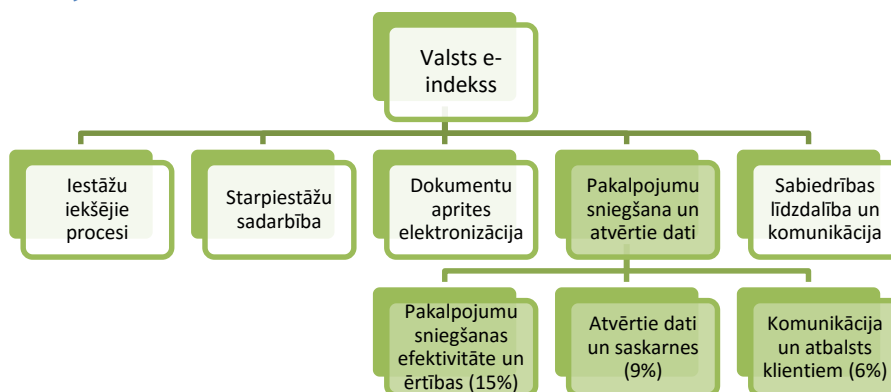 Valsts e-
indekss
Iestāžu
iekšējie
procesi
Starpiestāžu
sadarbība
Dokumentu
aprites
elektronizācija
Pakalpojumu
sniegšana un
atvērtie dati
Sabiedrības
līdzdalība un
komunikācija
Pakalpojumu
sniegšanas
efektivitāte un
ērtības (15%)
Atvērtie dati
un saskarnes
(9%)
Komunikācija
un atbalsts
klientiem (6%)